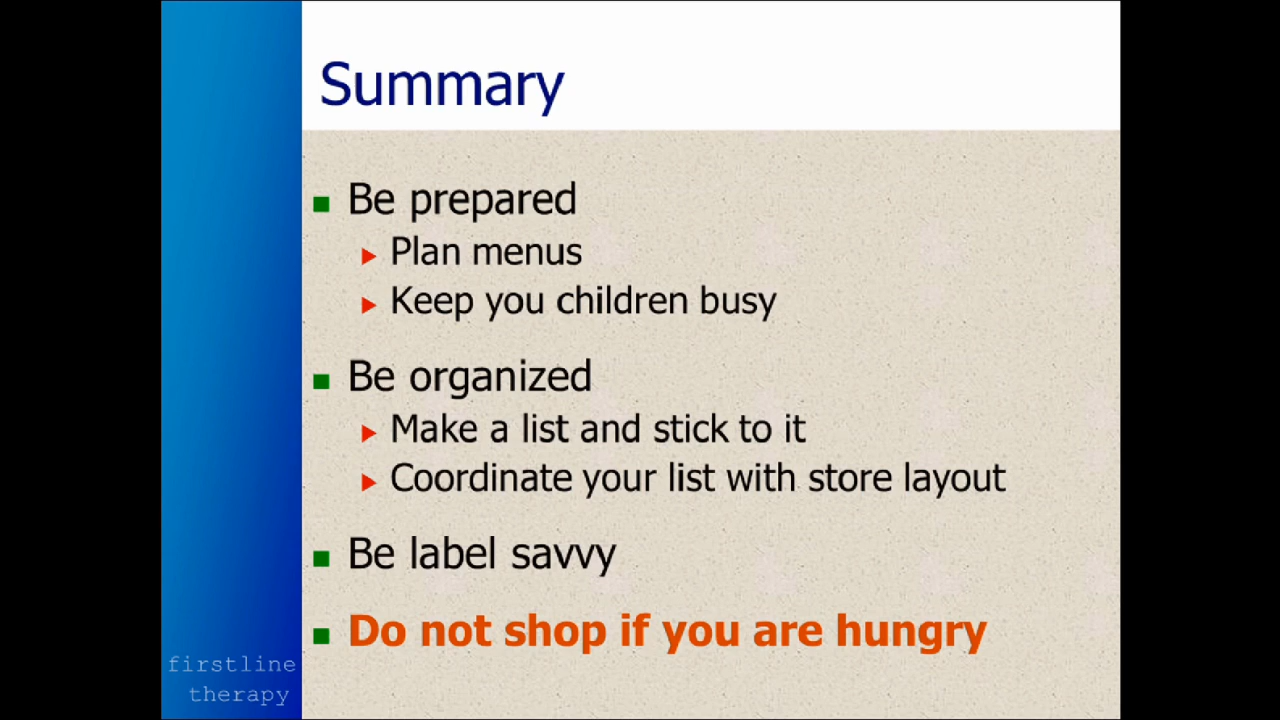 Summary
Be prepared
Plan menus
Keep you children busy
Be organized
Make a list and stick to it
Coordinate your list with store layout
Be label savvy
Do not shop if you are hungry
firstline
therapy